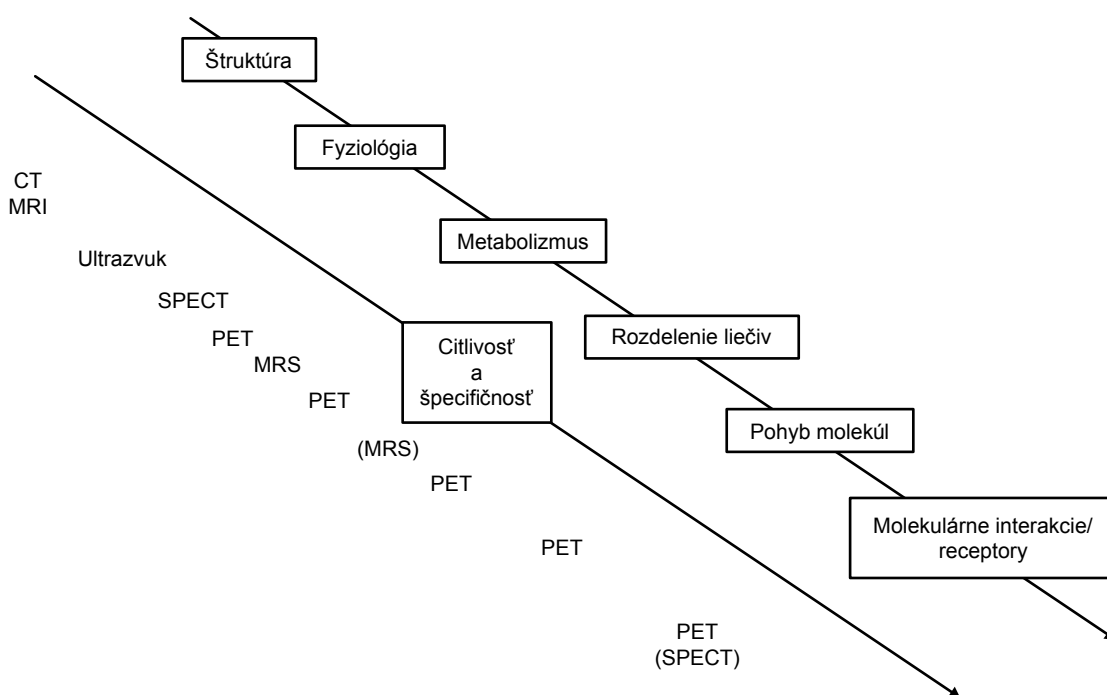 Štruktúra
Fyziológia
CT
MRI
Metabolizmus
Ultrazvuk
SPECT
PET
MRS
PET
Citlivosť
a
špecifičnosť
Rozdelenie liečiv
(MRS)
PET
Pohyb molekúl
PET
Molekulárne interakcie/
receptory
PET
(SPECT)